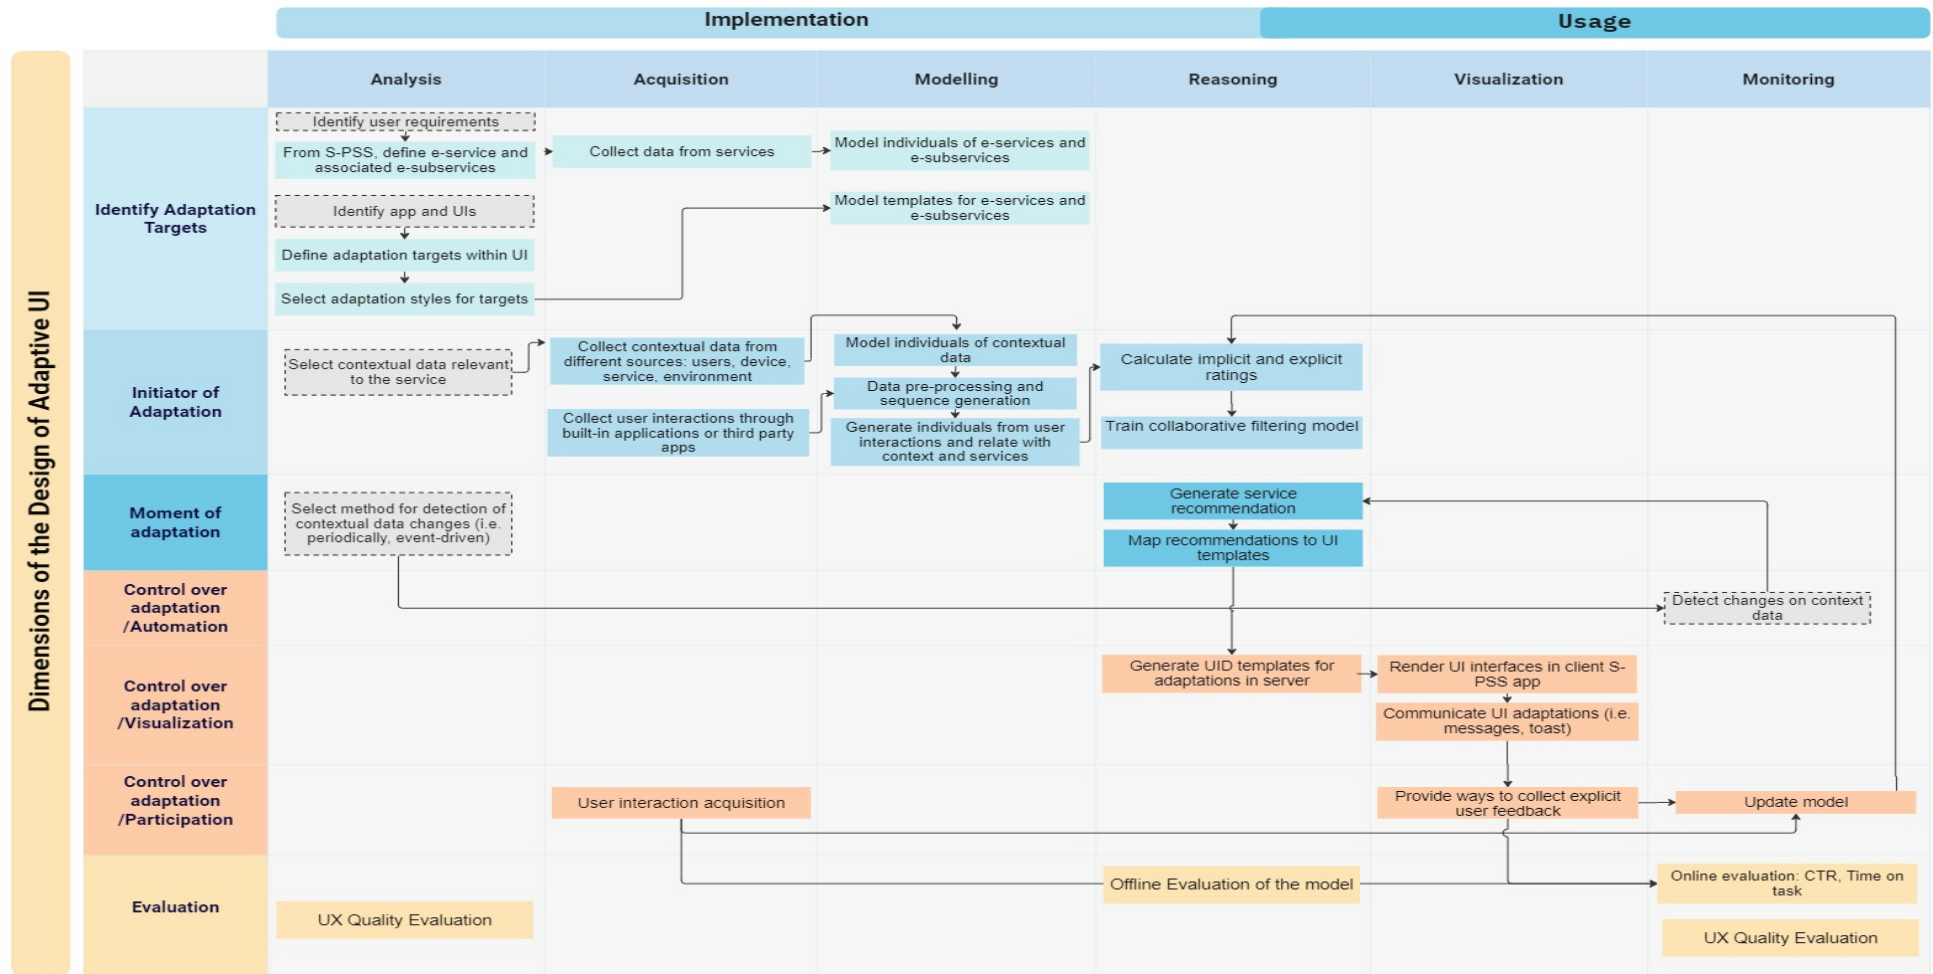 Implementation
Usage
Dimensions of the Design of Adaptive UI
Analysis
Acquisition
Modelling
Reasoning
Visualization
Monitoring
Identify Adaptation
Targets
Identify user requirements
From S-PSS, define e-service and
associated e-subservices
Collect data from services
Model individuals of e-services and
e-subservices
Identify app and UIs
Model templates for e-services and
e-subservices
Define adaptation targets within UI
Select adaptation styles for targets
Initiator of
Adaptation
Select contextual data relevant
to the service
Collect contextual data from
different sources: users, device,
service, environment
Collect user interactions through
built-in applications or third party
apps
Model individuals of contextual
data
Data pre-processing and
sequence generation
Generate individuals from user
interactions and relate with
context and services
Calculate implicit and explicit
ratings
Train collaborative filtering model
Moment of
adaptation
Select method for detection of
contextual data changes (i.e.
periodically, event-driven)
Generate service
recommendation
Map recommendations to UI
templates
Control over
adaptation
/Automation
Detect changes on context
data
Control over
adaptation
/Visualization
Generate UID templates for
adaptations in server
Render UI interfaces in client S-
PSS app
Communicate UI adaptations (i.e.
messages, toast)
Control over
adaptation
/Participation
User interaction acquisition
Provide ways to collect explicit
user feedback
Update model
Evaluation
UX Quality Evaluation
Offline Evaluation of the model
Online evaluation: CTR, Time on
task
UX Quality Evaluation